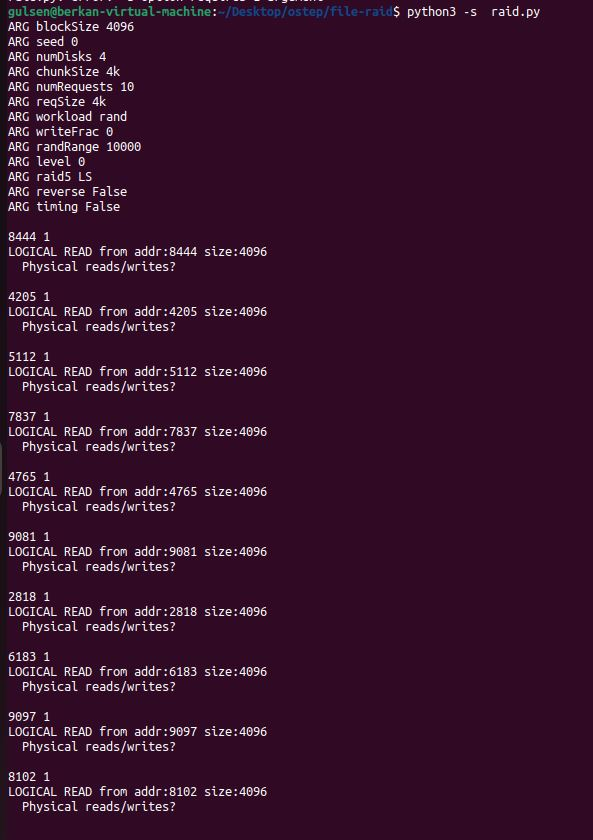 gulsen@berkan-virtual-machine:~/Desktop/ostep/file-raid$ python3 -s  raid.py
ARG blockSize 4096
ARG seed 0
ARG numDisks 4
ARG chunkSize 4k
ARG numRequests 10
ARG reqSize 4k
ARG workload rand
ARG writeFrac 0
ARG randRange 10000
ARG level 0
ARG raid5 LS
ARG reverse False
ARG timing False

8444 1
LOGICAL READ from addr:8444 size:4096
  Physical reads/writes?

4205 1
LOGICAL READ from addr:4205 size:4096
  Physical reads/writes?

5112 1
LOGICAL READ from addr:5112 size:4096
  Physical reads/writes?

7837 1
LOGICAL READ from addr:7837 size:4096
  Physical reads/writes?

4765 1
LOGICAL READ from addr:4765 size:4096
  Physical reads/writes?

9081 1
LOGICAL READ from addr:9081 size:4096
  Physical reads/writes?

2818 1
LOGICAL READ from addr:2818 size:4096
  Physical reads/writes?

6183 1
LOGICAL READ from addr:6183 size:4096
  Physical reads/writes?

9097 1
LOGICAL READ from addr:9097 size:4096
  Physical reads/writes?

8102 1
LOGICAL READ from addr:8102 size:4096
  Physical reads/writes?